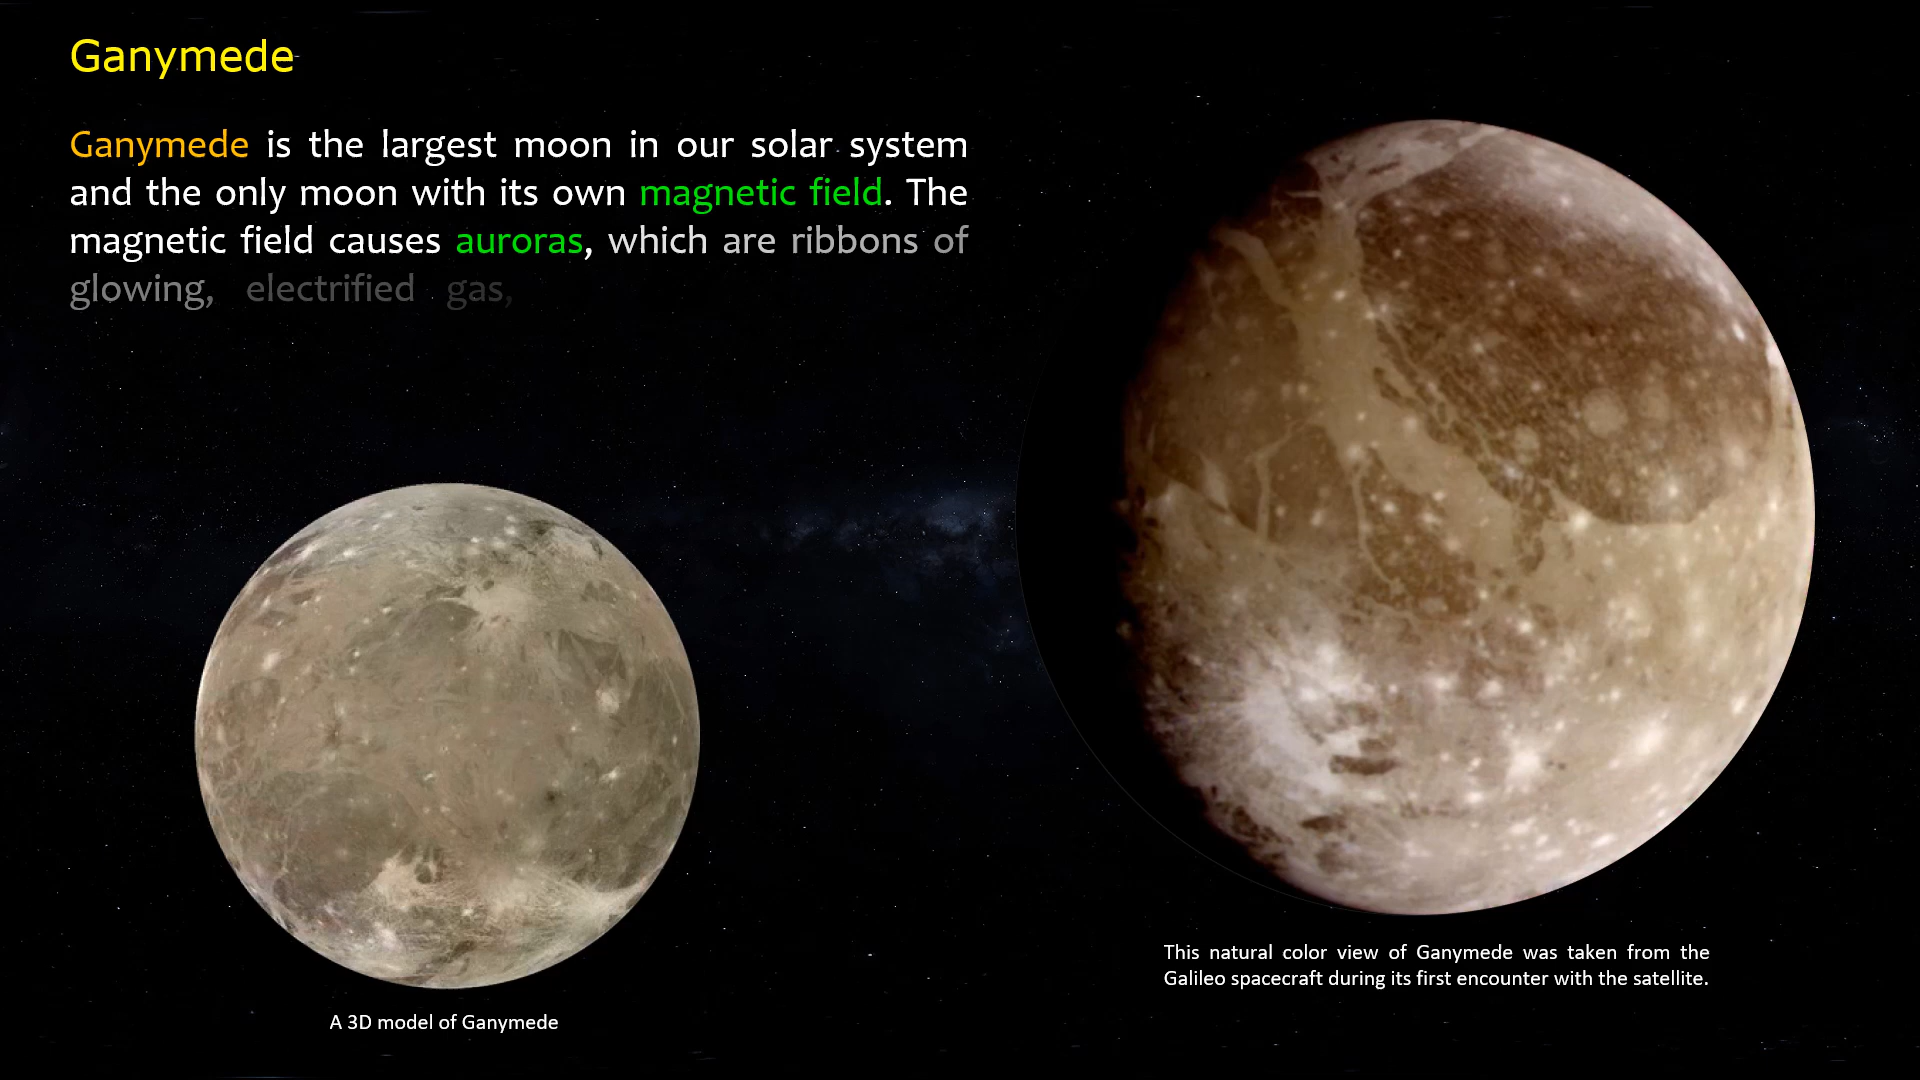 Ganymede
Ganymede is the largest moon in our solar system
and the only moon with its own magnetic field. The
magnetic field causes auroras, which are ribbons of
glowing, electrified gas,
A 3D model of Ganymede
This natural color view of Ganymede was taken from the
Galileo spacecraft during its first encounter with the satellite.